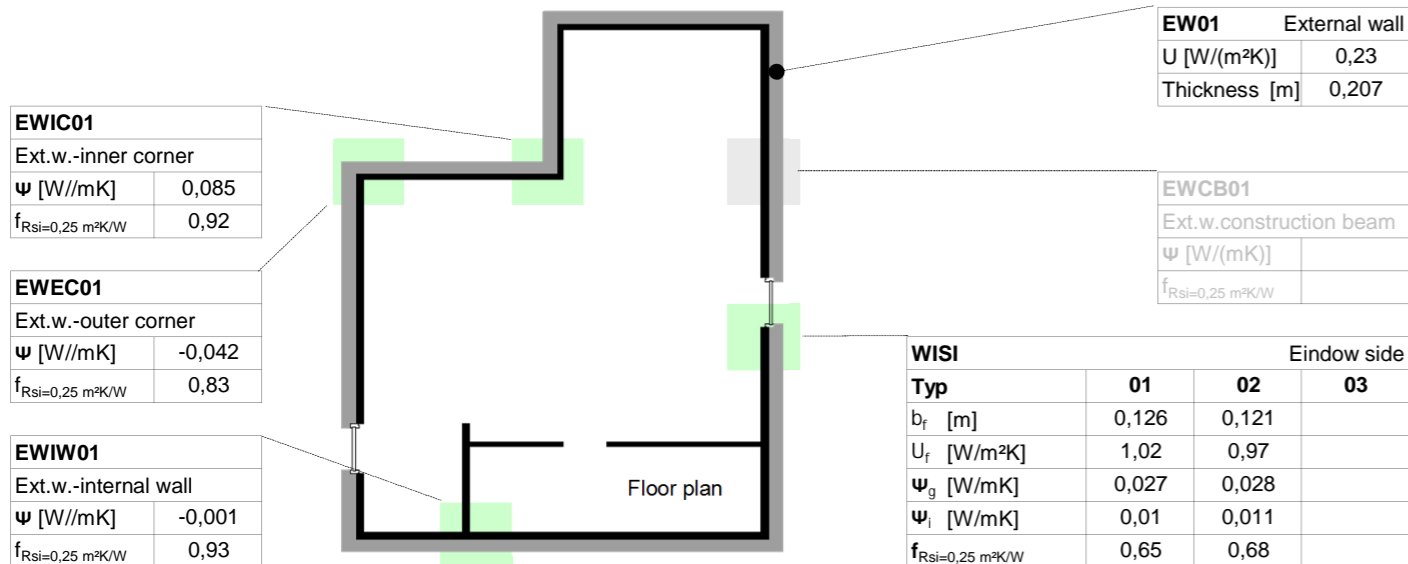 EW01 External wall
U [W/(m²K)] 0,23
Thickness [m] 0,207
EWIC01
Ext.w.-inner corner
Ψ [W//mK] 0,085
fRsi=0,25 m²K/W 0,92
EWCB01
Ext.w.construction beam
Ψ [W/(mK)]
fRsi=0,25 m²K/W
EWEC01
Ext.w.-outer corner
Ψ [W//mK] -0,042
fRsi=0,25 m²K/W 0,83
WISI Eindow side
Typ 01 02 03
bf [m] 0,126 0,121
Uf [W/m²K] 1,02 0,97
Ψg [W/mK] 0,027 0,028
Ψi [W/mK] 0,01 0,011
fRsi=0,25 m²K/W 0,65 0,68
EWIW01
Ext.w.-internal wall
Ψ [W//mK] -0,001
fRsi=0,25 m²K/W 0,93
Floor plan